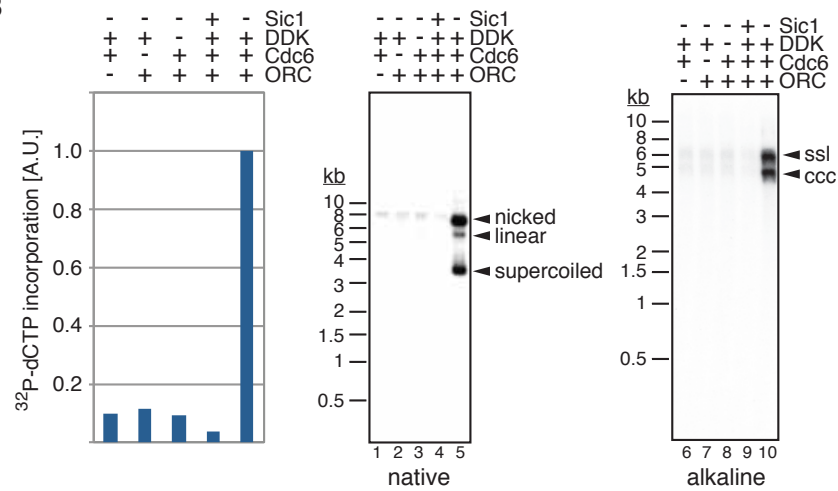 - - - + - Sic1
+ + - + + DDK
+ - + + + Cdc6
- + + + + ORC
32P-dCTP incorporation [A.U.]
1.0
0.8
0.6
0.4
0.2
- - - + - Sic1
+ + - + + DDK
+ - + + + Cdc6
- + + + + ORC
kb
10
8
6
5
4
3
2
1.5
1
0.5
nicked
linear
supercoiled
1 2 3 4 5
native
- - - + - Sic1
+ + - + + DDK
+ - + + + Cdc6
- + + + + ORC
kb
10
8
6
5
4
3
2
1.5
1
0.5
ssl
ccc
6 7 8 9 10
alkaline